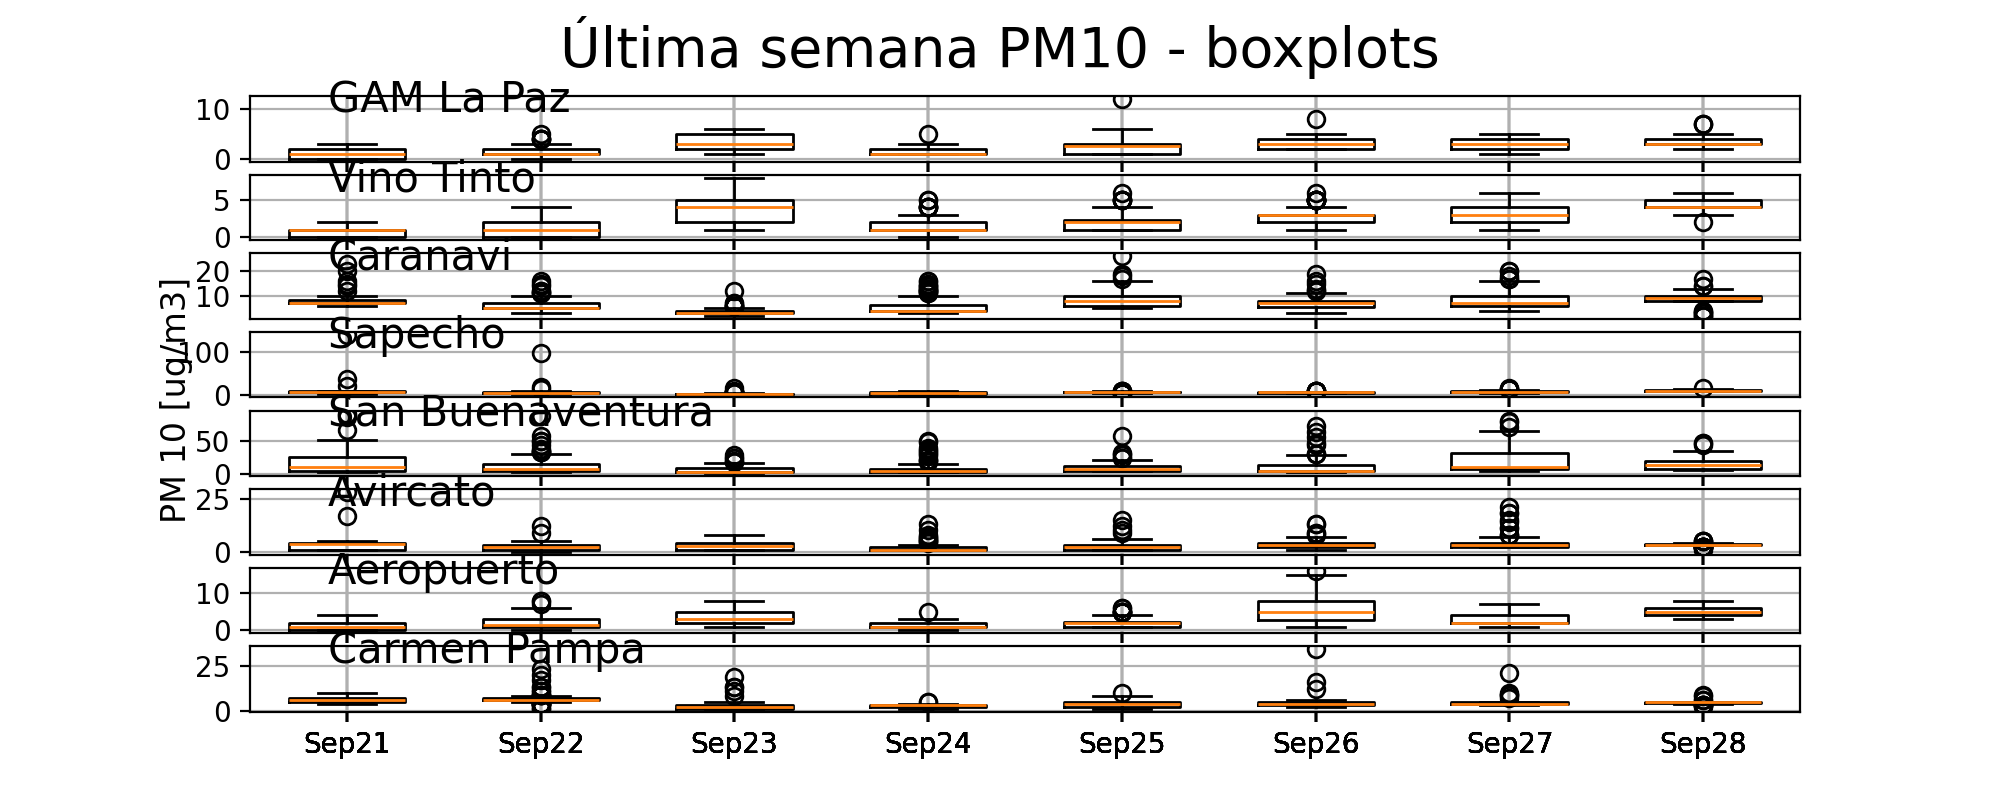 Última semana PM10 - boxplots
GAM La Paz
10
0
Vino Tinto
5
0
Caranavi
20
10
Sapecho
100
0
San Buenaventura
50
0
Avircato
25
0
Aeropuerto
10
0
Carmen Pampa
25
0
PM 10 [ug/m3]
Sep21 Sep22 Sep23 Sep24 Sep25 Sep26 Sep27 Sep28